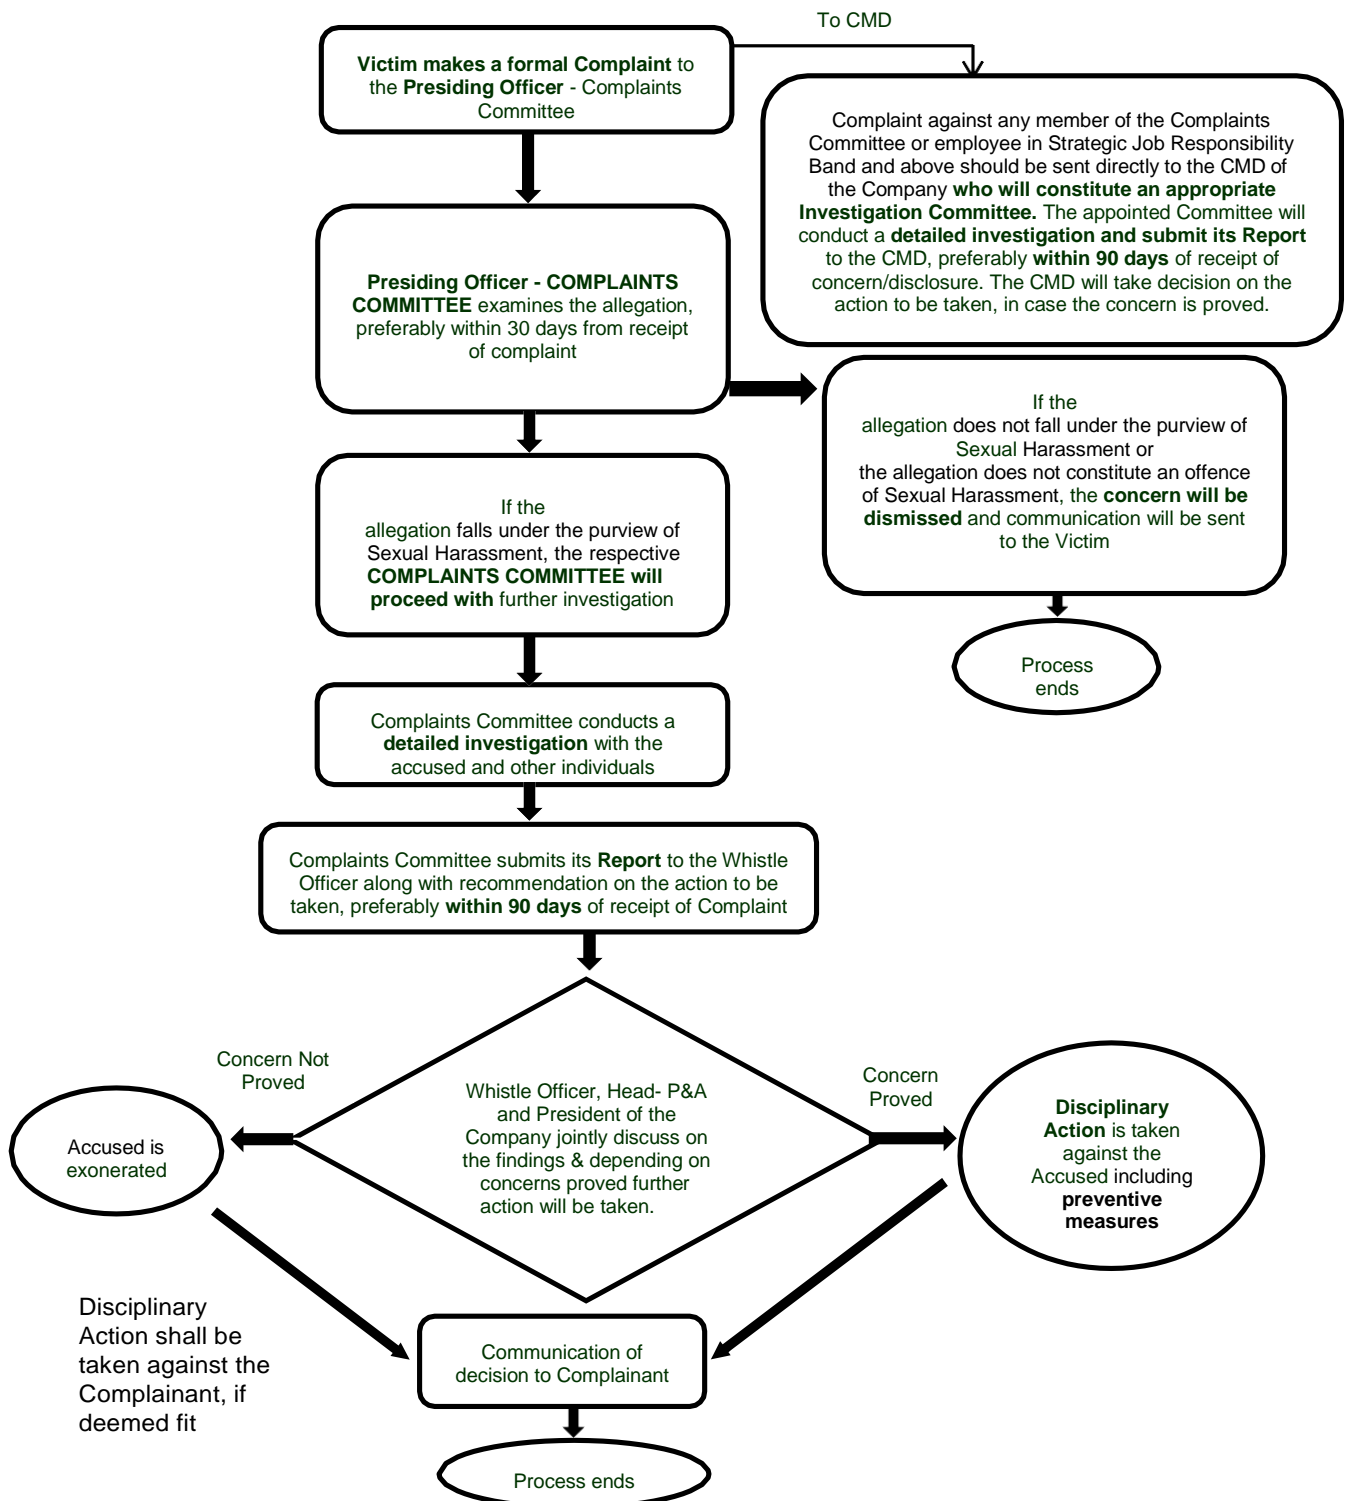 To CMD
Victim makes a formal Complaint to
the Presiding Officer - Complaints
Committee
Complaint against any member of the Complaints
Committee or employee in Strategic Job Responsibility
Band and above should be sent directly to the CMD of
the Company who will constitute an appropriate
Investigation Committee. The appointed Committee will
conduct a detailed investigation and submit its Report
to the CMD, preferably within 90 days of receipt of
concern/disclosure. The CMD will take decision on the
action to be taken, in case the concern is proved.
Presiding Officer - COMPLAINTS
COMMITTEE examines the allegation,
preferably within 30 days from receipt
of complaint
If the
allegation does not fall under the purview of
Sexual Harassment or
the allegation does not constitute an offence
of Sexual Harassment, the concern will be
dismissed and communication will be sent
to the Victim
If the
allegation falls under the purview of
Sexual Harassment, the respective
COMPLAINTS COMMITTEE will
proceed with further investigation
Process
ends
Complaints Committee conducts a
detailed investigation with the
accused and other individuals
Complaints Committee submits its Report to the Whistle
Officer along with recommendation on the action to be
taken, preferably within 90 days of receipt of Complaint
Concern Not
Proved
Whistle Officer, Head- P&A
and President of the
Company jointly discuss on
the findings & depending on
concerns proved further
action will be taken.
Concern
Proved
Accused is
exonerated
Disciplinary
Action is taken
against the
Accused including
preventive
measures
Disciplinary
Action shall be
taken against the
Complainant, if
deemed fit
Communication of
decision to Complainant
Process ends